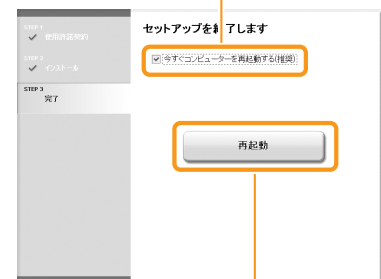 STEP 1
使用許諾契約
STEP 2
インストール
STEP 3
完了
セットアップを終了します
今すぐコンピューターを再起動する(推奨)
再起動